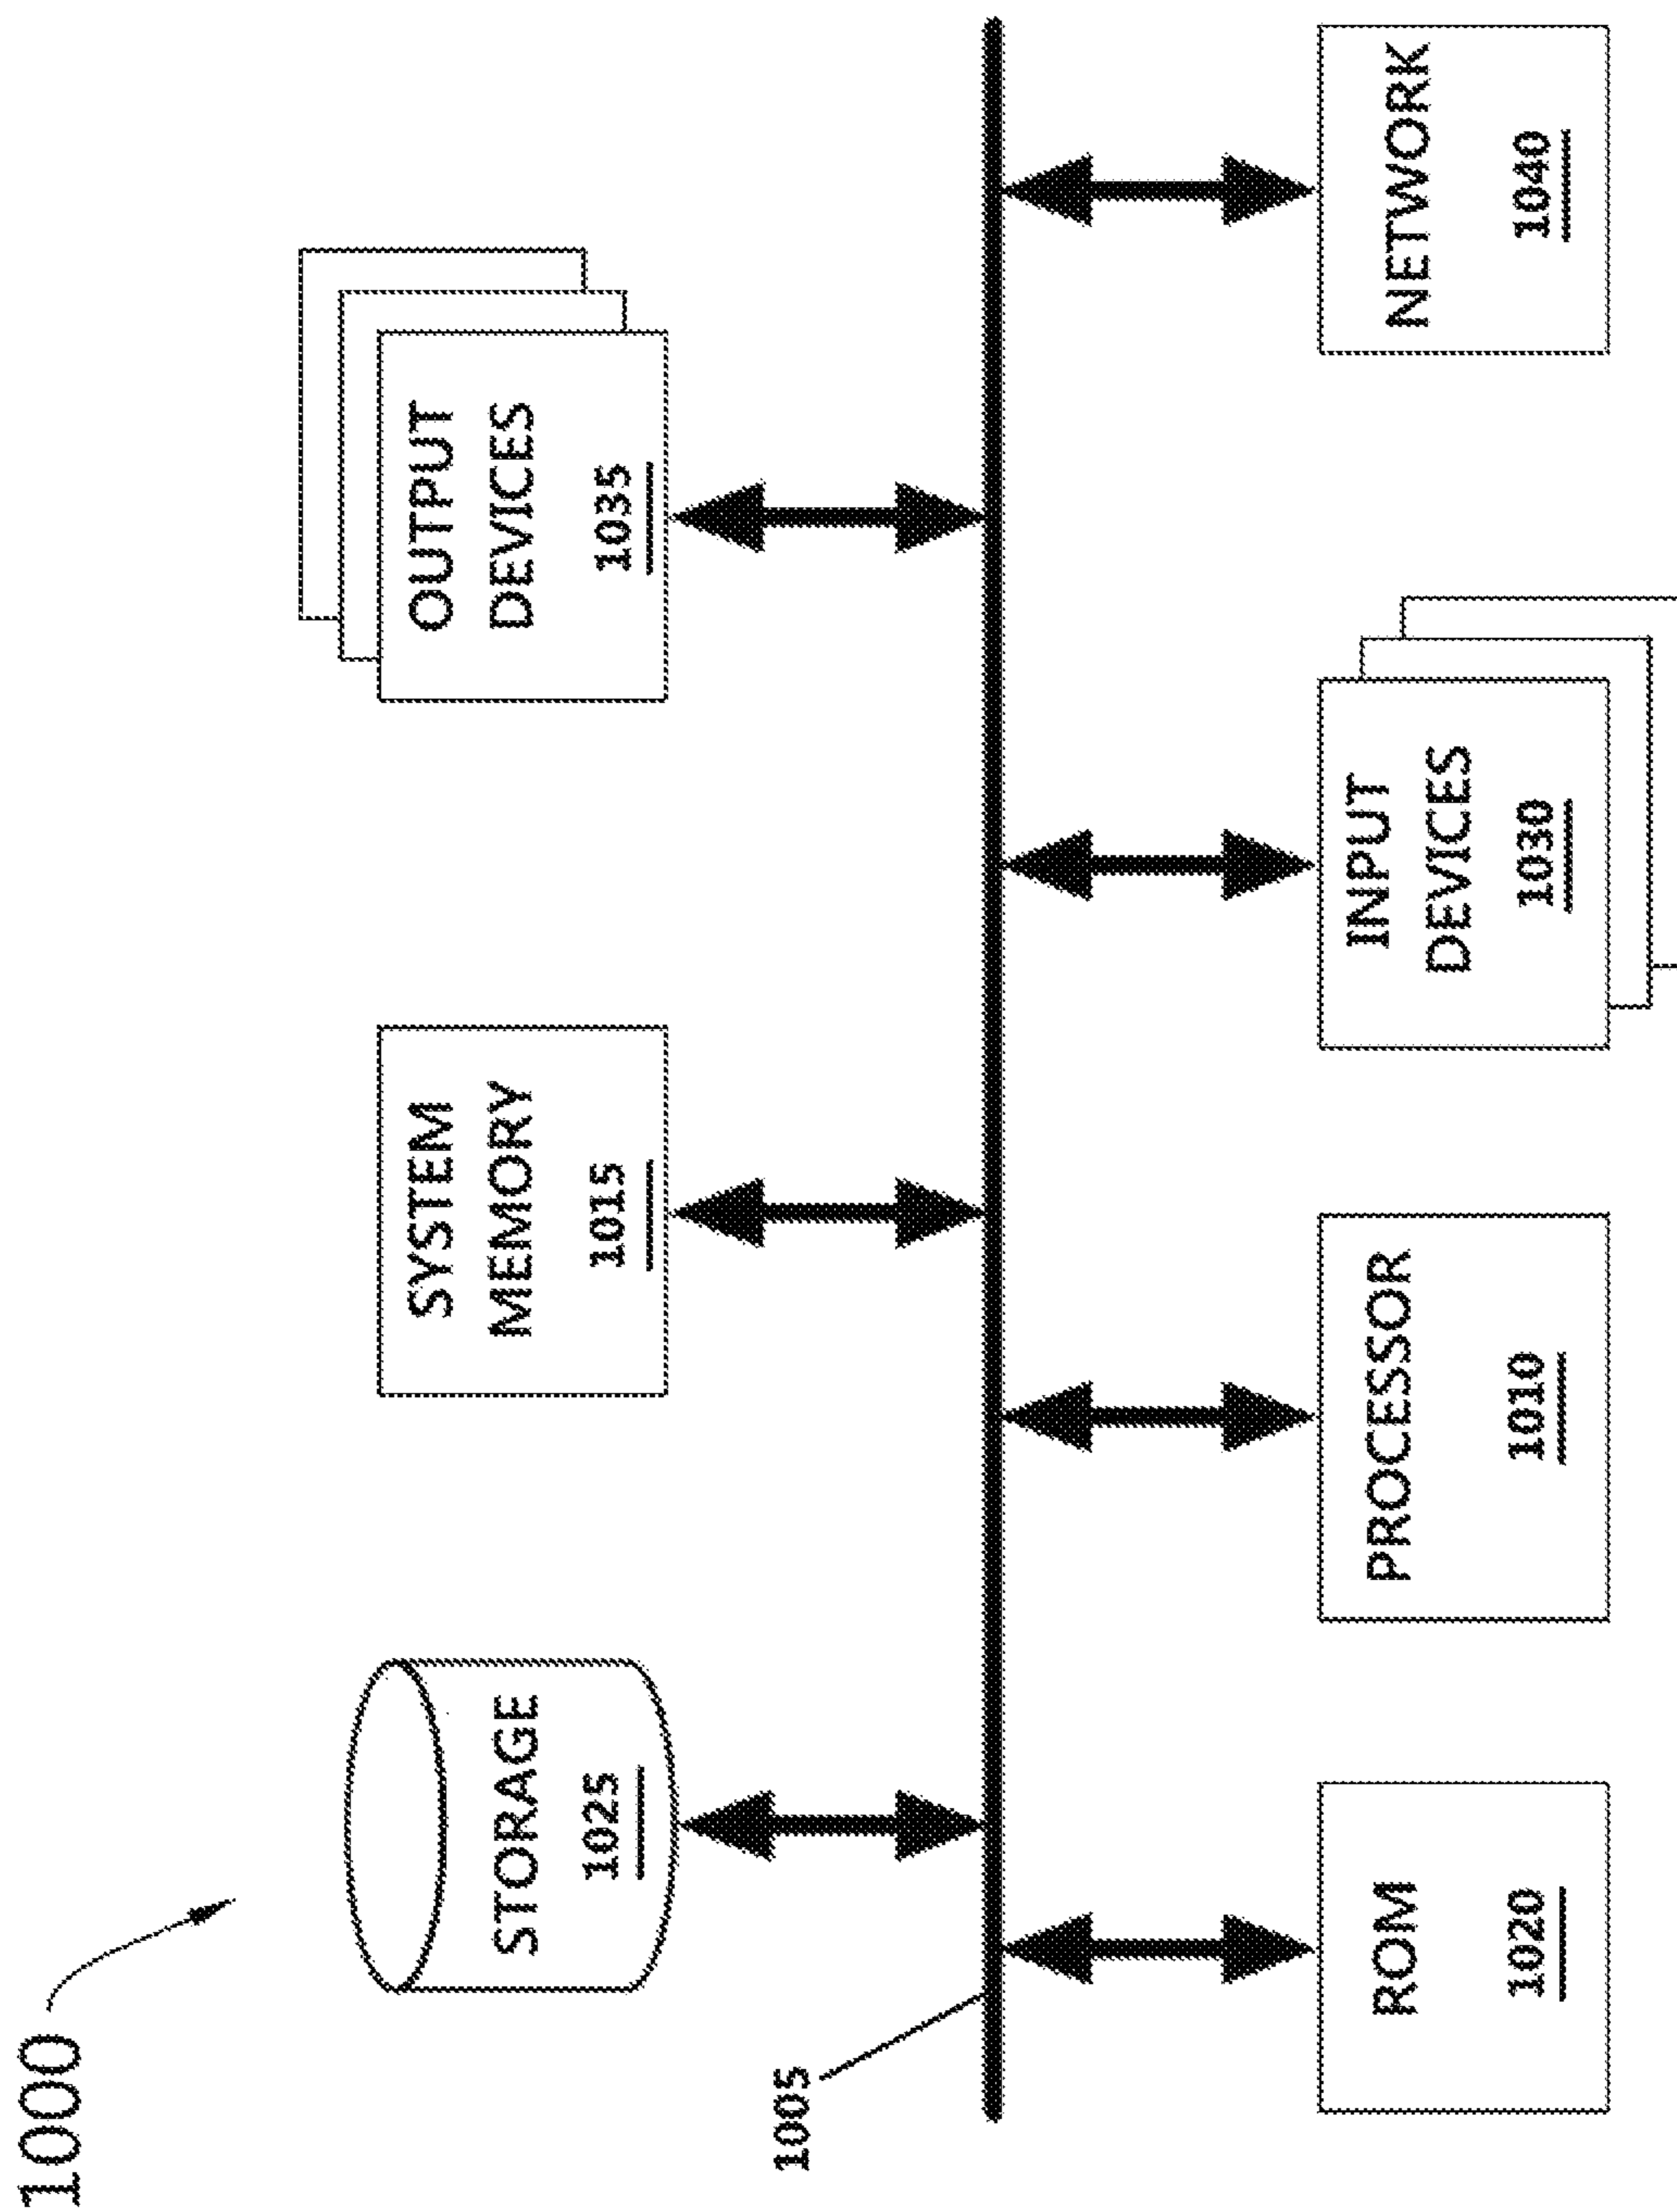 1000
STORAGE
1025
SYSTEM
MEMORY
1015
OUTPUT
DEVICES
1035
1005
ROM
1020
PROCESSOR
1010
INPUT
DEVICES
1030
NETWORK
1040